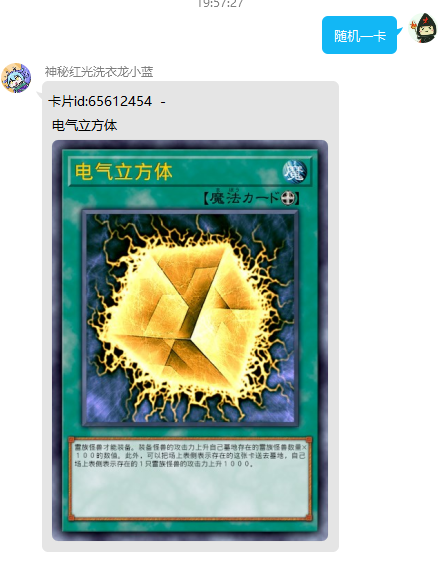 19:57:27
随机一卡
神秘红光洗衣龙小蓝
卡片id:65612454 -
电气立方体
电气立方体
魔
【魔法カード】
雷族怪兽才能装备。装备怪兽的攻击力上升自己墓地存在的雷族怪兽数量×
１００的数值。此外，可以把场上表侧表示存在的这张卡送去墓地，自己
场上表侧表示存在的１只雷族怪兽的攻击力上升１０００。